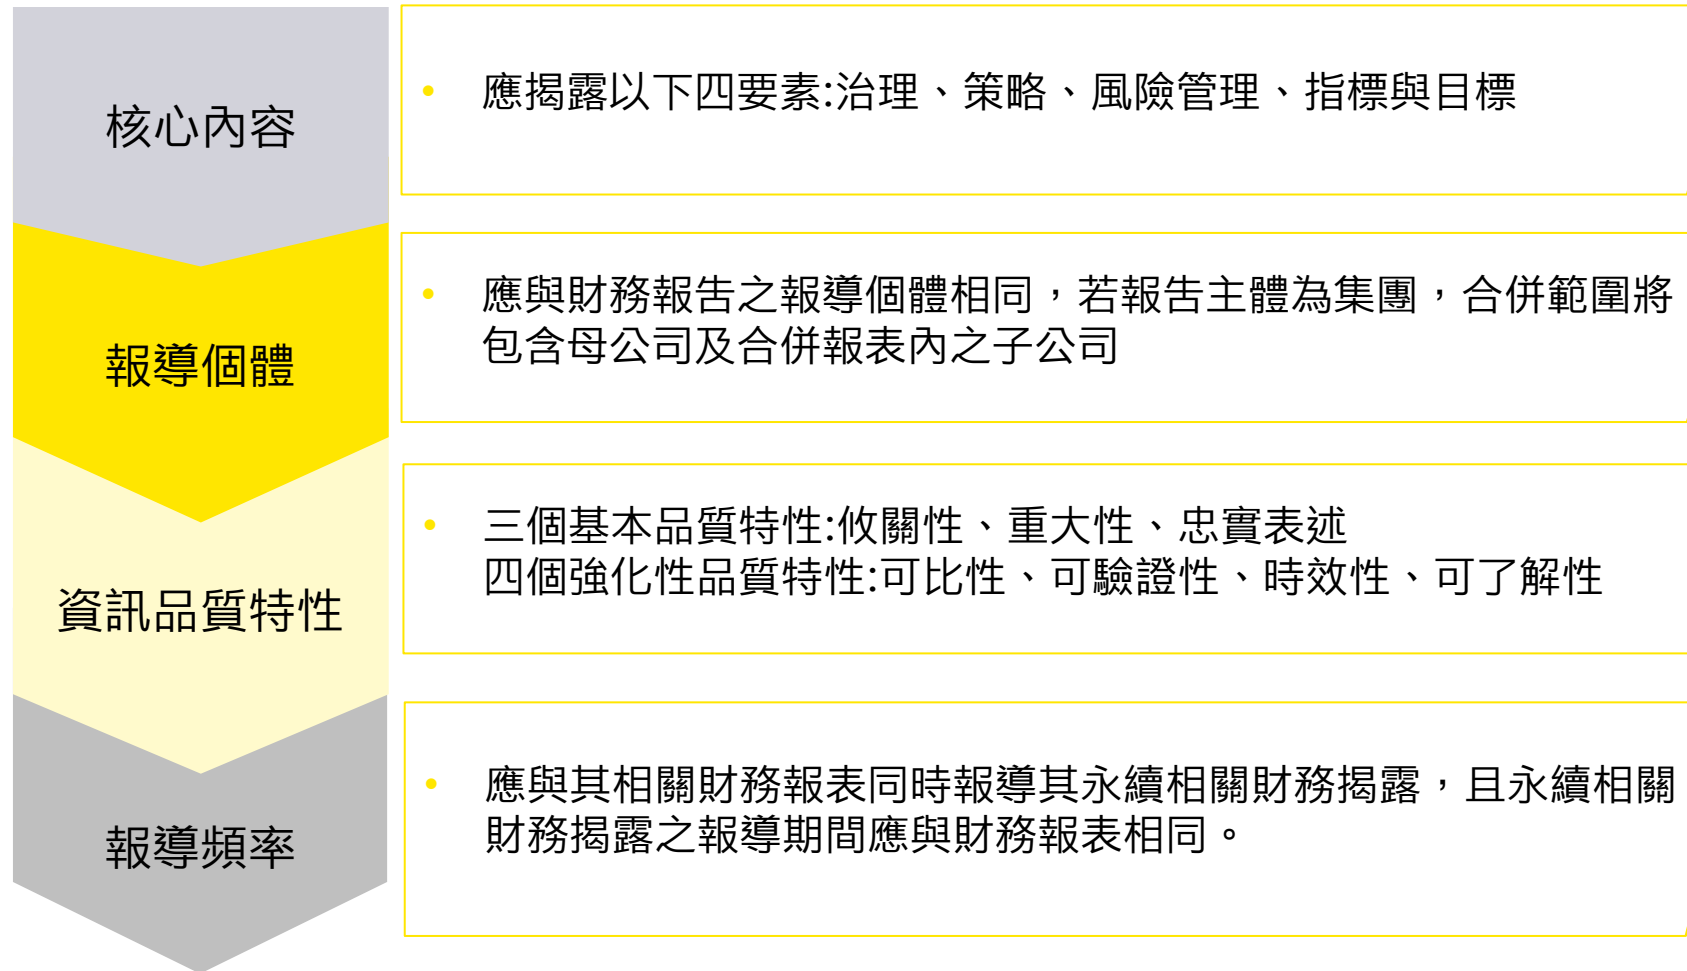 核心內容
• 應揭露以下四要素:治理、策略、風險管理、指標與目標
報導個體
• 應與財務報告之報導個體相同，若報告主體為集團，合併範圍將
包含母公司及合併報表內之子公司
資訊品質特性
• 三個基本品質特性:攸關性、重大性、忠實表述
四個強化性品質特性:可比性、可驗證性、時效性、可了解性
報導頻率
• 應與其相關財務報表同時報導其永續相關財務揭露，且永續相關
財務揭露之報導期間應與財務報表相同。